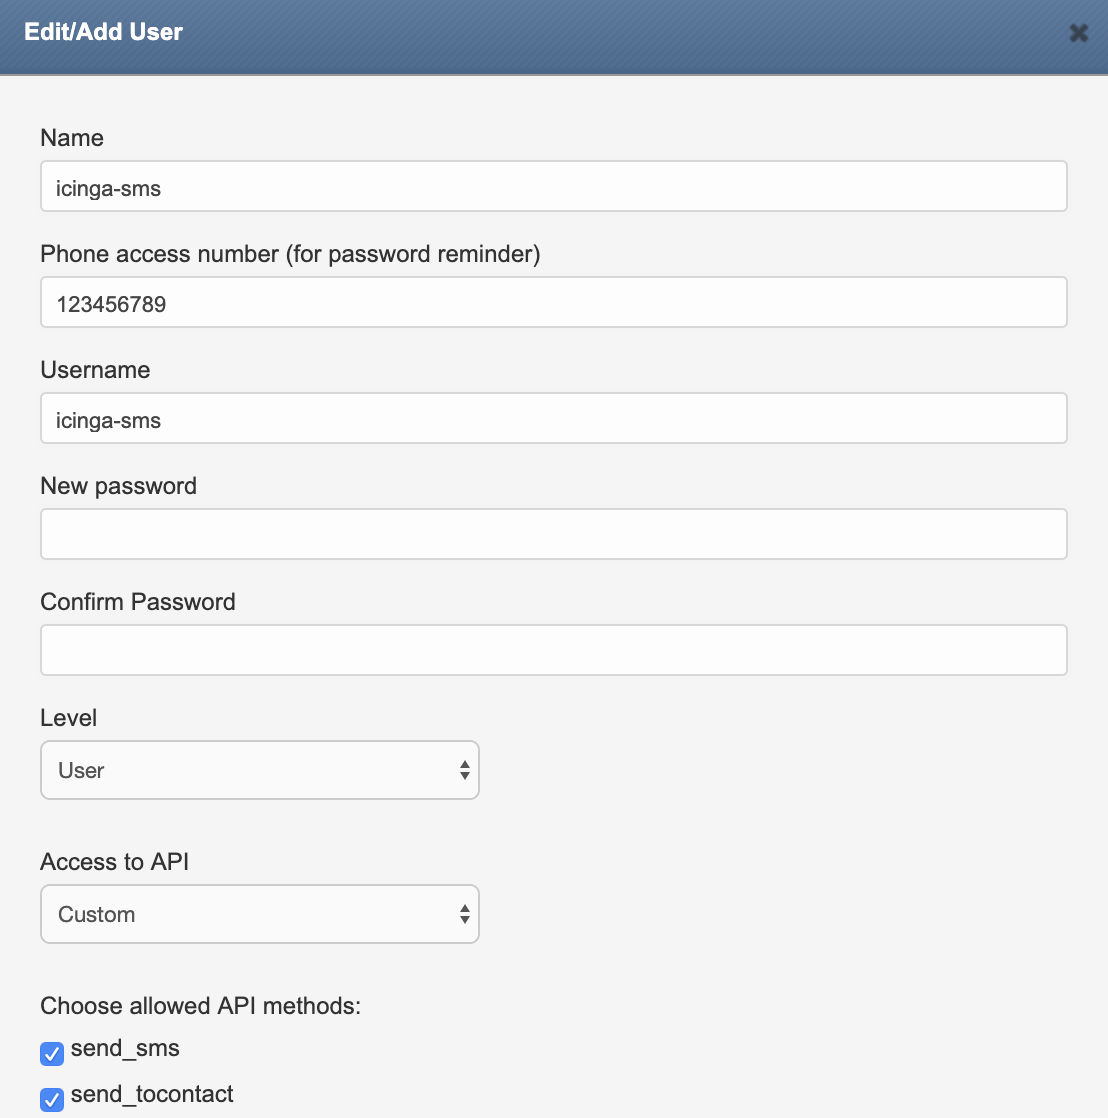 Edit/Add User
Name
icinga-sms
Phone access number (for password reminder)
123456789
Username
icinga-sms
New password
Confirm Password
Level
User
Access to API
Custom
Choose allowed API methods:
send_sms
send_tocontact